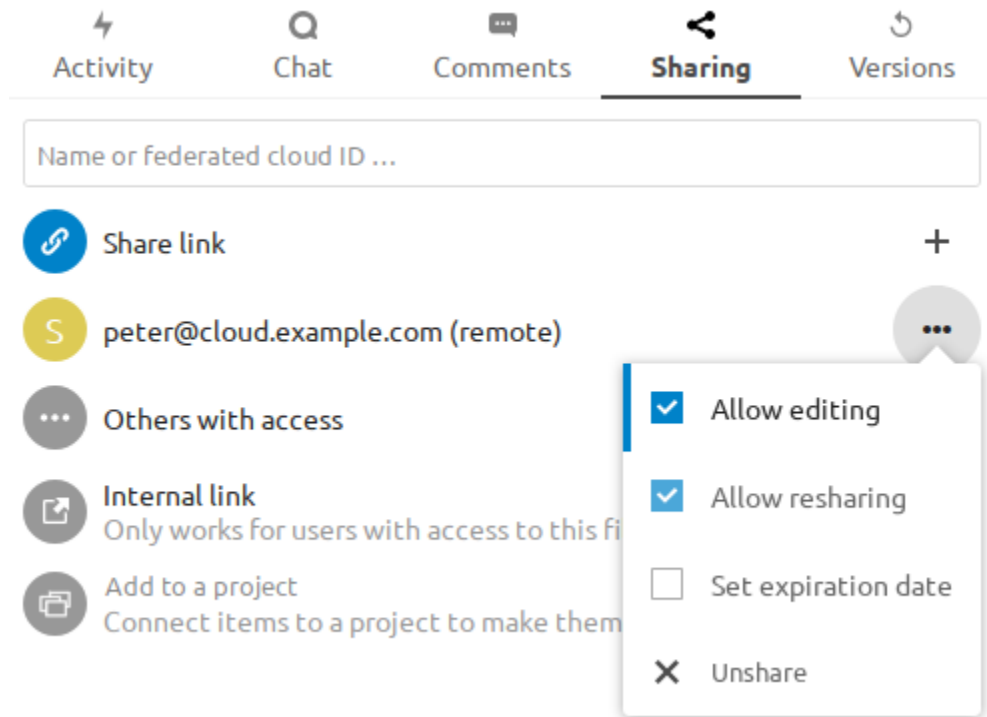 Activity Chat Comments Sharing Versions
Name or federated cloud ID ...
Share link
S peter@cloud.example.com (remote)
Others with access
Allow editing
Internal link
Only works for users with access to this fi
Allow resharing
Add to a project
Connect items to a project to make them
Set expiration date
Unshare